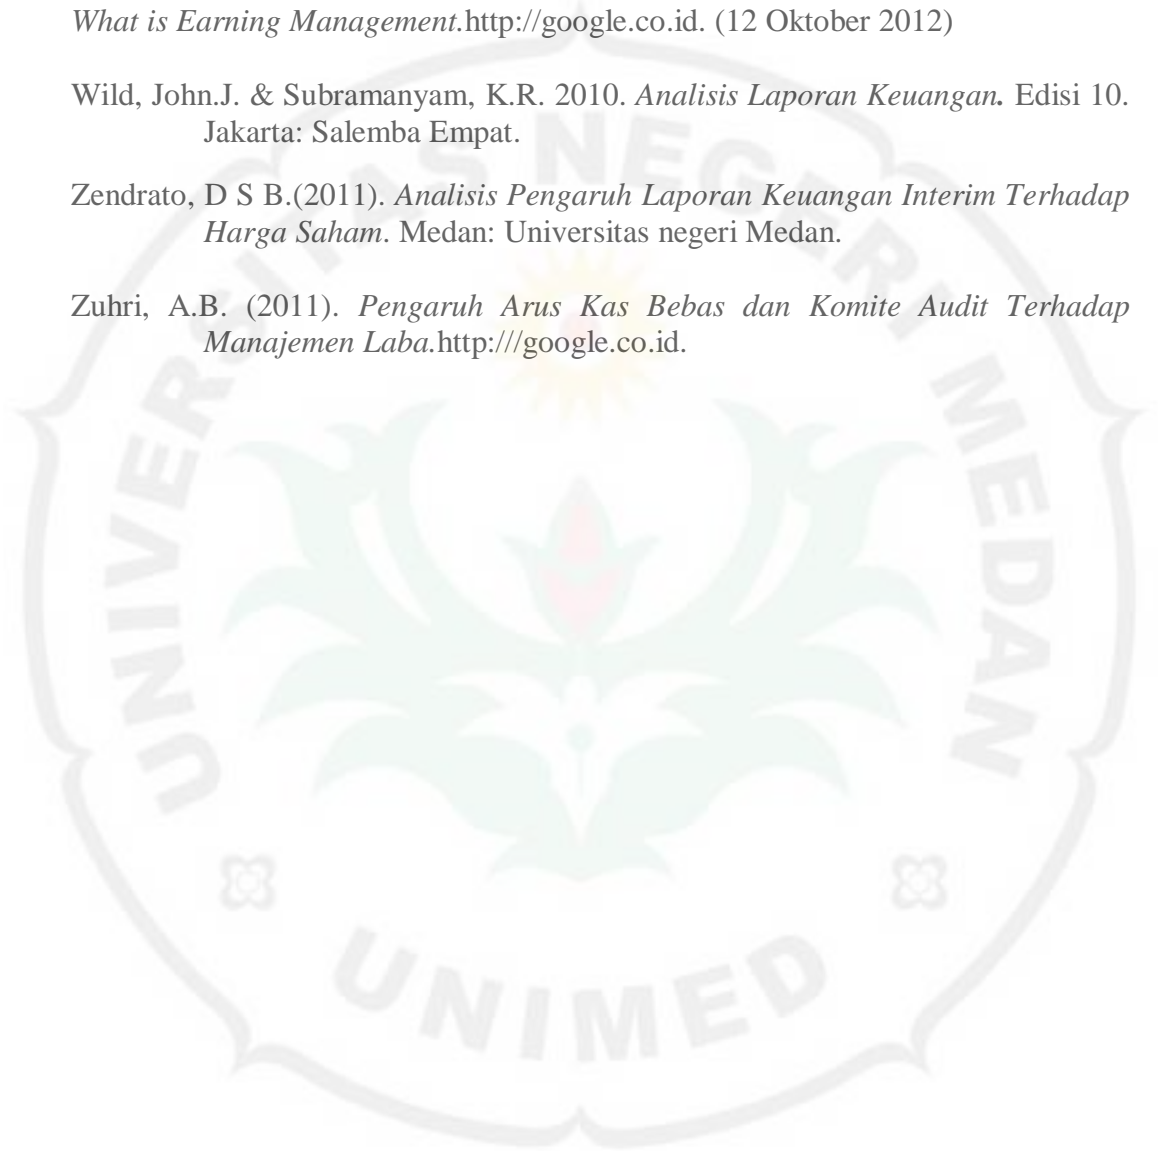 What is Earning Management.http://google.co.id. (12 Oktober 2012)
Wild, John.J. & Subramanyam, K.R. 2010. Analisis Laporan Keuangan. Edisi 10.
Jakarta: Salemba Empat.
Zendrato, D S B.(2011). Analisis Pengaruh Laporan Keuangan Interim Terhadap
Harga Saham. Medan: Universitas negeri Medan.
Zuhri, A.B. (2011). Pengaruh Arus Kas Bebas dan Komite Audit Terhadap
Manajemen Laba.http:///google.co.id.
UNIVERSITAS NEGERI MEDAN
UNIMED